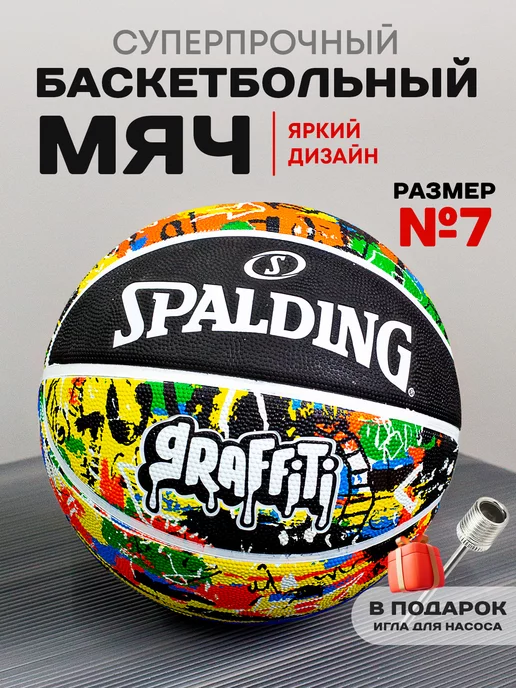 СУПЕРПРОЧНЫЙ
БАСКЕТБОЛЬНЫЙ
МЯЧ
ЯРКИЙ
ДИЗАЙН
РАЗМЕР
№7
S
SPALDING®
gRAFFiTi
В ПОДАРОК
ИГЛА ДЛЯ НАСОСА